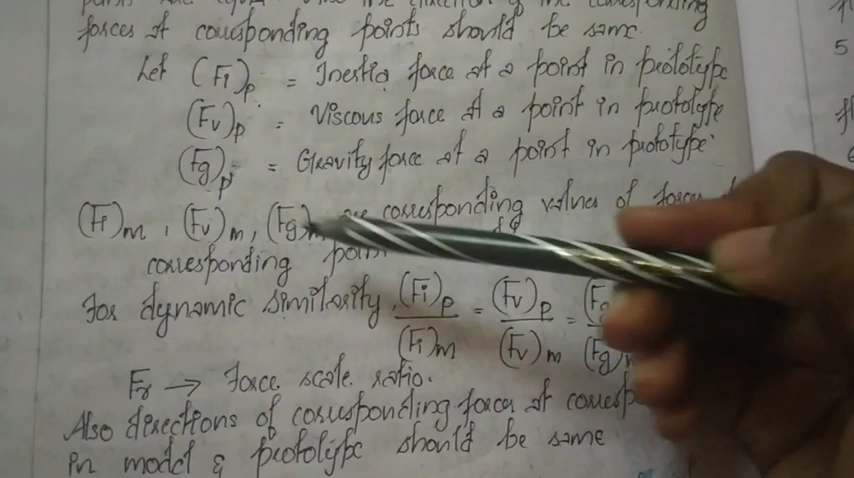 forces at corresponding points should be same.
Let (Fi)p = Inertia force at a point in prototype
(Fv)p = Viscous force at a point in prototype
(Fg)p = Gravity force at a point in prototype.
(Fi)m, (Fv)m, (Fg) corresponding values of forces
corresponding
For dynamic similarity, (Fi)p/(Fi)m = (Fv)p/(Fv)m =
Fr → Force scale ratio.
Also directions of corresponding forces at
in model & prototype should be same